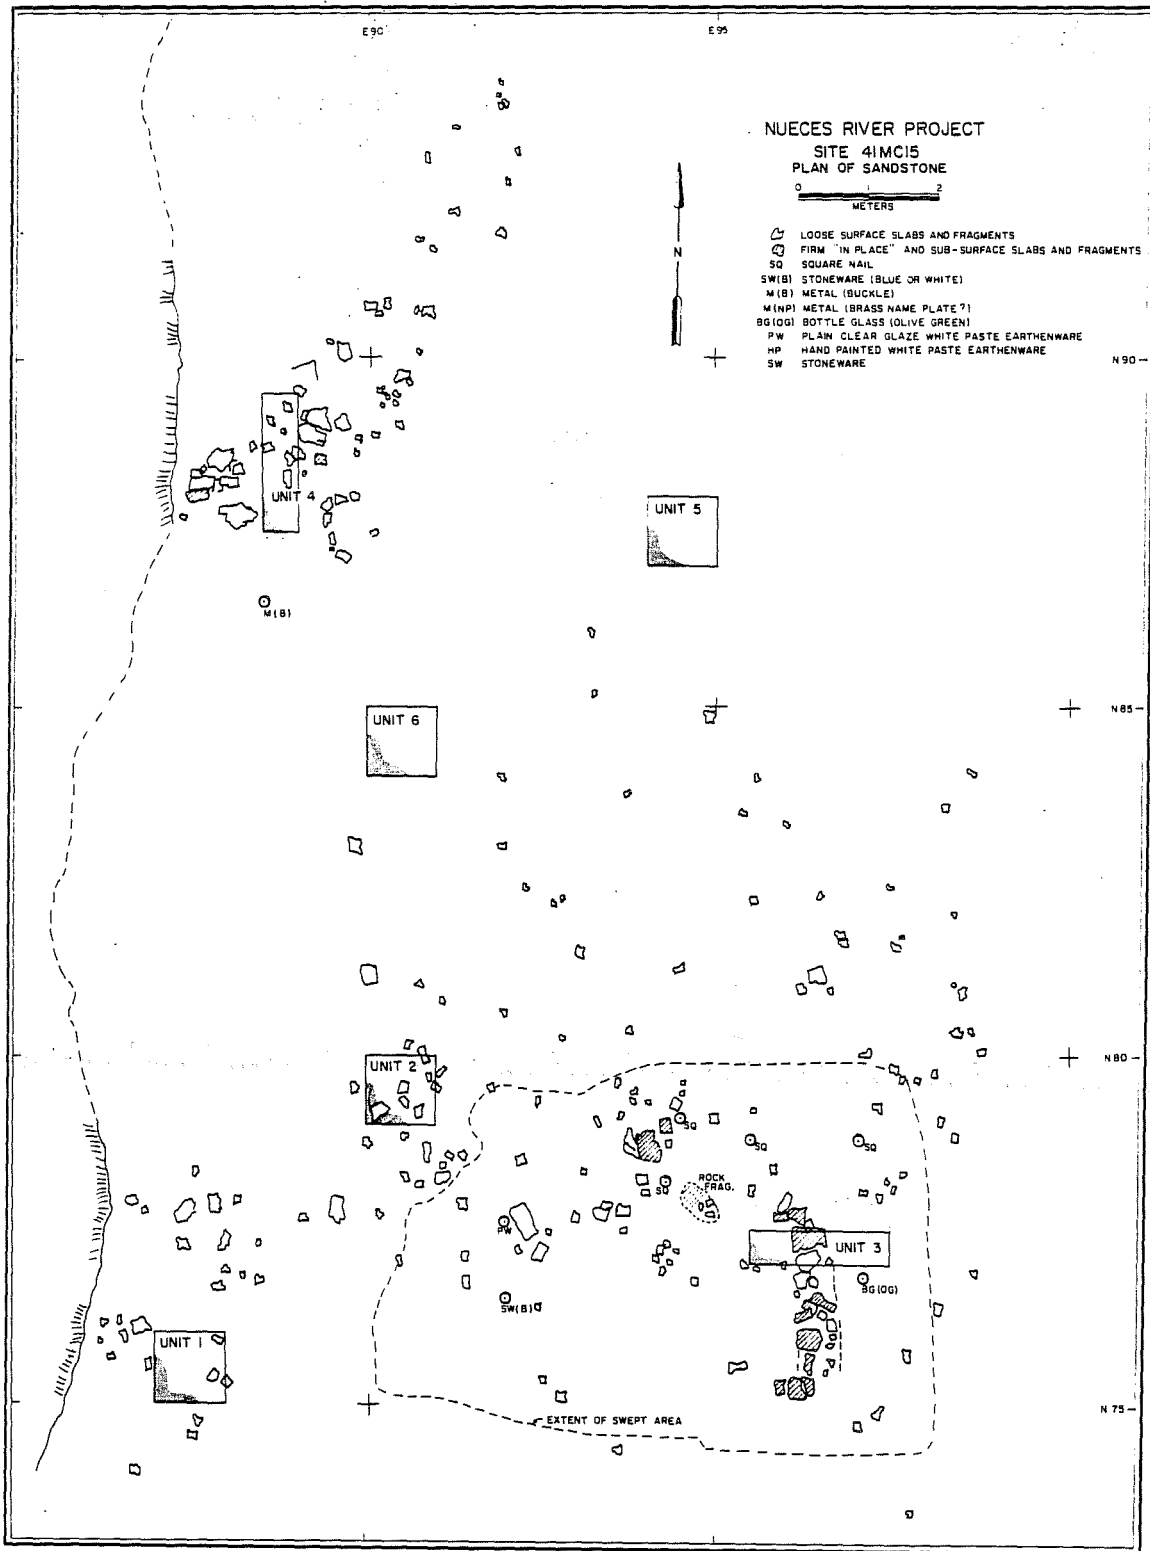 E90
E95
NUECES RIVER PROJECT
SITE 41MC15
PLAN OF SANDSTONE
0 2
METERS
N
LOOSE SURFACE SLABS AND FRAGMENTS
FIRM "IN PLACE" AND SUB-SURFACE SLABS AND FRAGMENTS
SQ SQUARE NAIL
SW(B) STONEWARE (BLUE OR WHITE)
M(B) METAL (BUCKLE)
M(NP) METAL (BRASS NAME PLATE?)
BG(OG) BOTTLE GLASS (OLIVE GREEN)
PW PLAIN CLEAR GLAZE WHITE PASTE EARTHENWARE
HP HAND PAINTED WHITE PASTE EARTHENWARE
SW STONEWARE
N90
UNIT 4
UNIT 5
M(B)
N85
UNIT 6
N80
UNIT 2
SQ
SQ
SQ
SQ
ROCK
FRAG.
PW
UNIT 3
BG(OG)
SW(B)
UNIT 1
N75
EXTENT OF SWEPT AREA